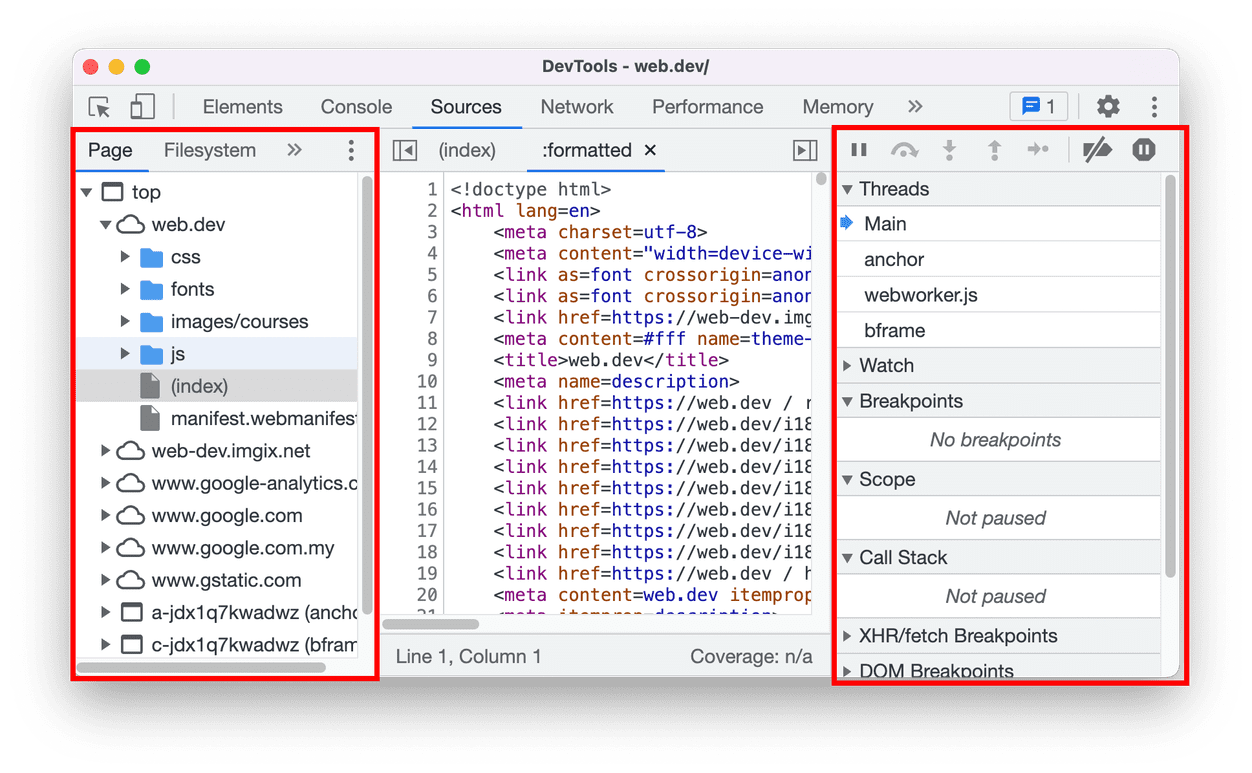 DevTools - web.dev/
Elements Console Sources Network Performance Memory 1
Page Filesystem
top
web.dev
css
fonts
images/courses
js
(index)
manifest.webmanifest
web-dev.imgix.net
www.google-analytics.c
www.google.com
www.google.com.my
www.gstatic.com
a-jdx1q7kwadwz (ancho
c-jdx1q7kwadwz (bfram
(index) :formatted
1 <!doctype html>
2 <html lang=en>
3 <meta charset=utf-8>
4 <meta content="width=device-wi
5 <link as=font crossorigin=anon
6 <link as=font crossorigin=anon
7 <link href=https://web-dev.img
8 <meta content=#fff name=theme-
9 <title>web.dev</title>
10 <meta name=description>
11 <link href=https://web.dev / r
12 <link href=https://web.dev/i18
13 <link href=https://web.dev/i18
14 <link href=https://web.dev/i18
15 <link href=https://web.dev/i18
16 <link href=https://web.dev/i18
17 <link href=https://web.dev/i18
18 <link href=https://web.dev/i18
19 <link href=https://web.dev / h
20 <meta content=web.dev itemprop
21 <meta itemprop=description>
Line 1, Column 1 Coverage: n/a
Threads
Main
anchor
webworker.js
bframe
Watch
Breakpoints
No breakpoints
Scope
Not paused
Call Stack
Not paused
XHR/fetch Breakpoints
DOM Breakpoints